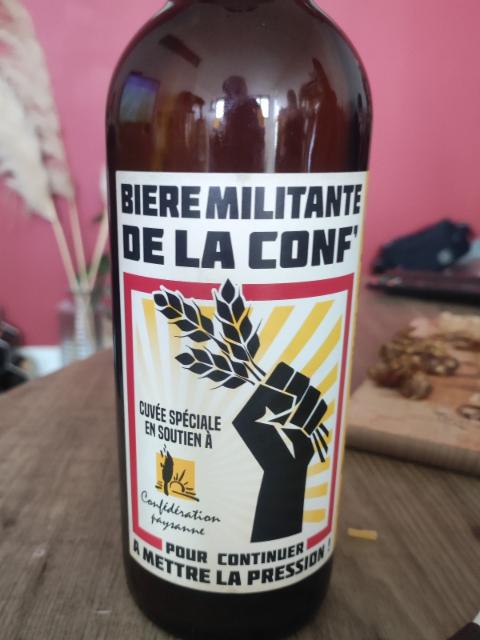 BIERE MILITANTE
DE LA CONF'
CUVÉE SPÉCIALE
EN SOUTIEN À
Confédération
paysanne
POUR CONTINUER
A METTRE LA PRESSION !